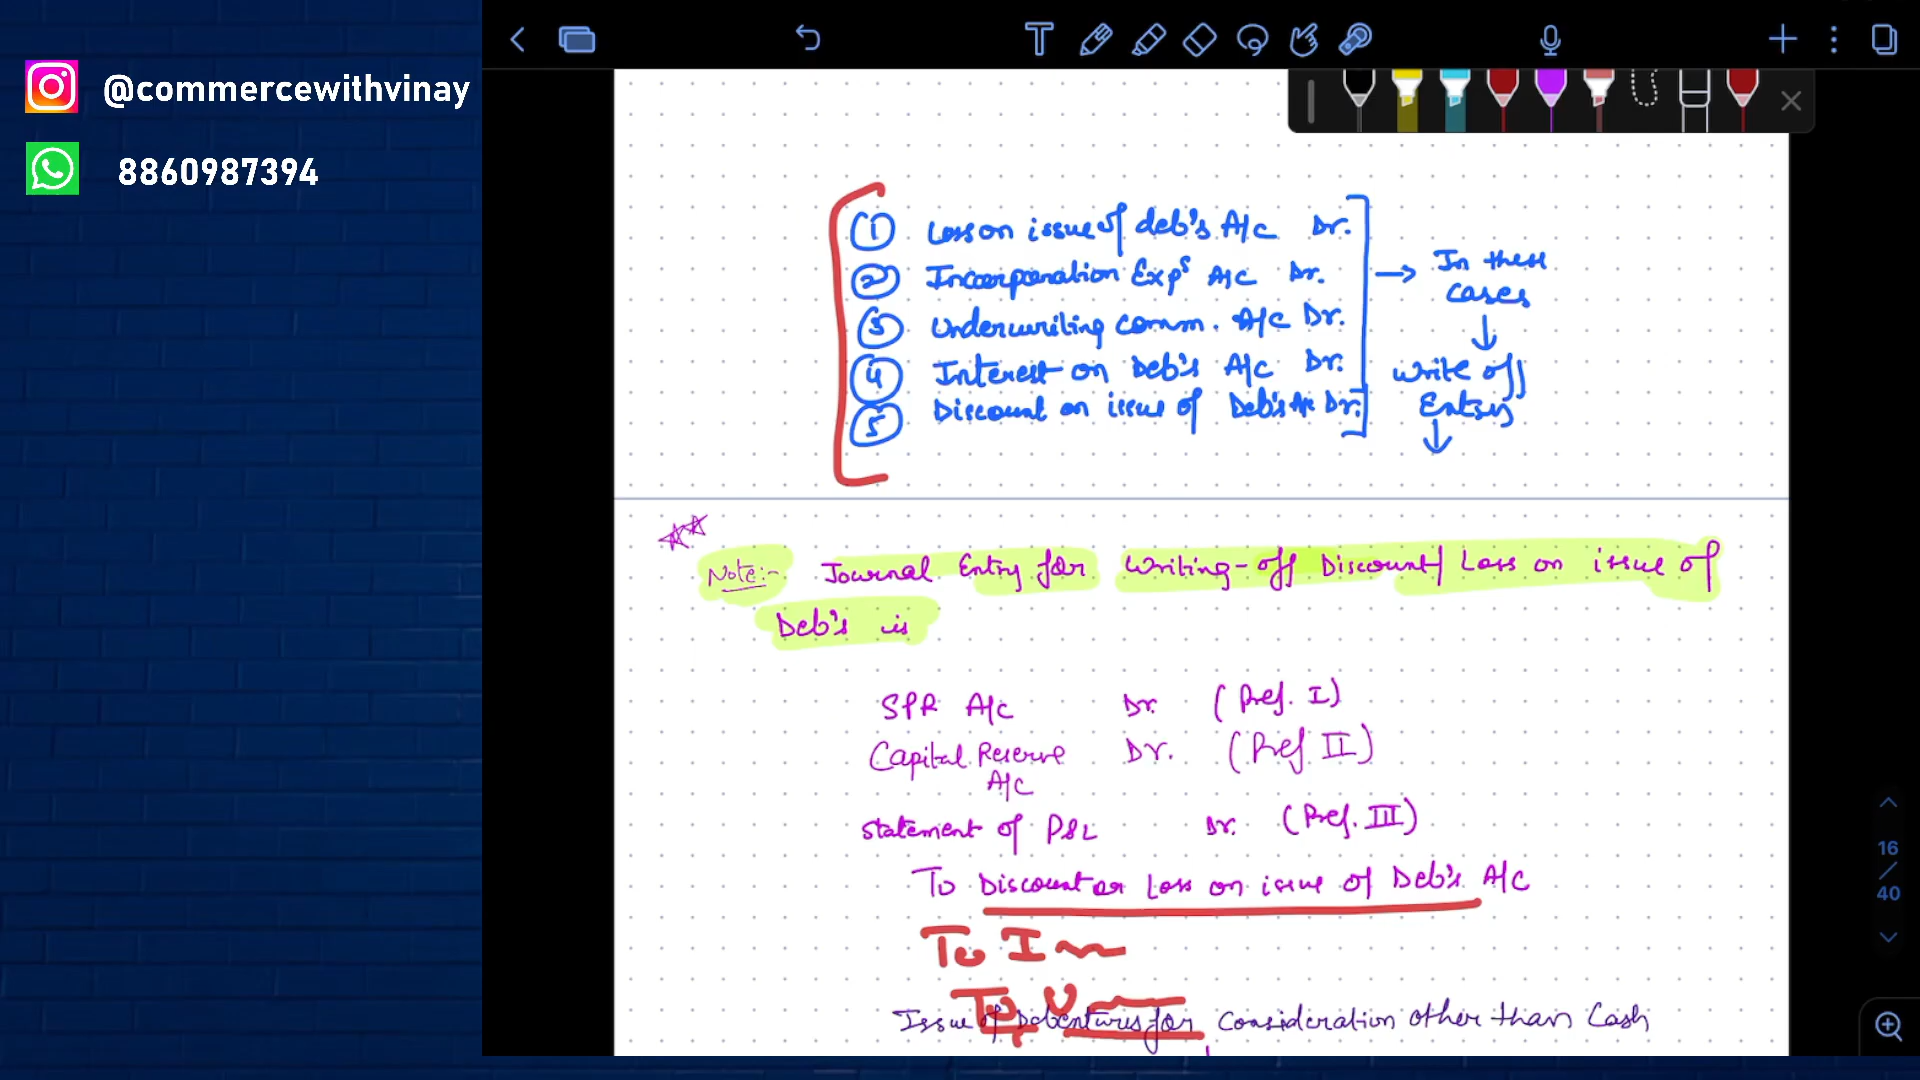 @commercewithvinay
8860987394
① Loss on issue of deb's A/c Dr.
② Incorporation Exps A/c Dr.
③ Underwriting comm. A/c Dr.
④ Interest on Deb's A/c Dr.
⑤ Discount on issue of Deb's A/c Dr.
→ In these
cases
↓
Write off
Entry
↓
Note:- Journal Entry for Writing-off Discount/ Loss on issue of
Deb's is
SPR A/c Dr. (Pref. I)
Capital Reserve Dr. (Pref II)
A/c
Statement of P&L Dr. (Pref. III)
To Discount or Loss on issue of Deb's A/c
To I
To U
Issue of Debentures for Consideration other than Cash
16
/
40